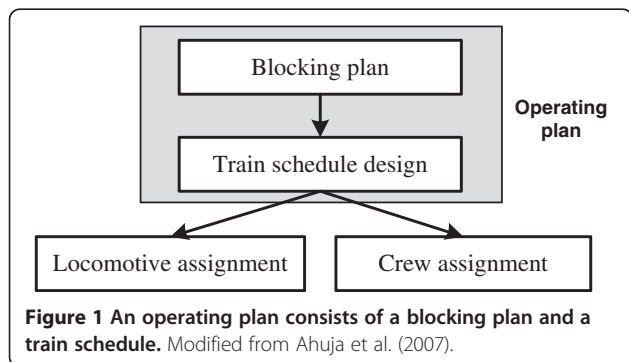 Blocking plan
Operating
plan
Train schedule design
Locomotive assignment
Crew assignment
Figure 1 An operating plan consists of a blocking plan and a
train schedule. Modified from Ahuja et al. (2007).